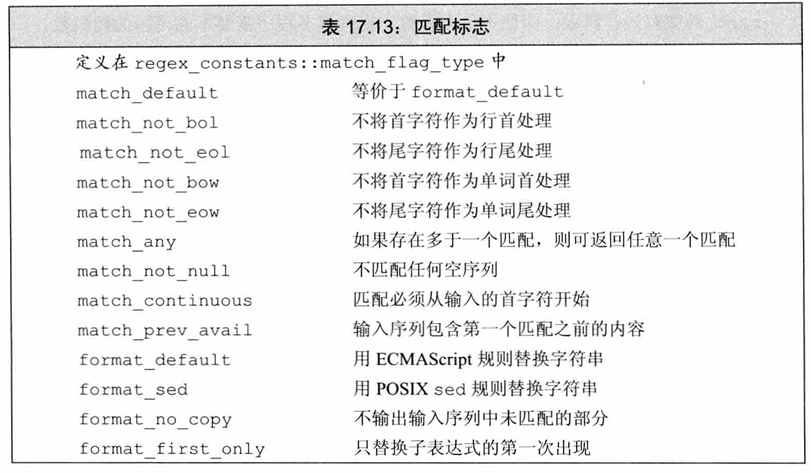 表 17.13：匹配标志
定义在 regex_constants::match_flag_type 中
match_default 等价于 format_default
match_not_bol 不将首字符作为行首处理
match_not_eol 不将尾字符作为行尾处理
match_not_bow 不将首字符作为单词首处理
match_not_eow 不将尾字符作为单词尾处理
match_any 如果存在多于一个匹配，则可返回任意一个匹配
match_not_null 不匹配任何空序列
match_continuous 匹配必须从输入的首字符开始
match_prev_avail 输入序列包含第一个匹配之前的内容
format_default 用 ECMAScript 规则替换字符串
format_sed 用 POSIX sed 规则替换字符串
format_no_copy 不输出输入序列中未匹配的部分
format_first_only 只替换子表达式的第一次出现